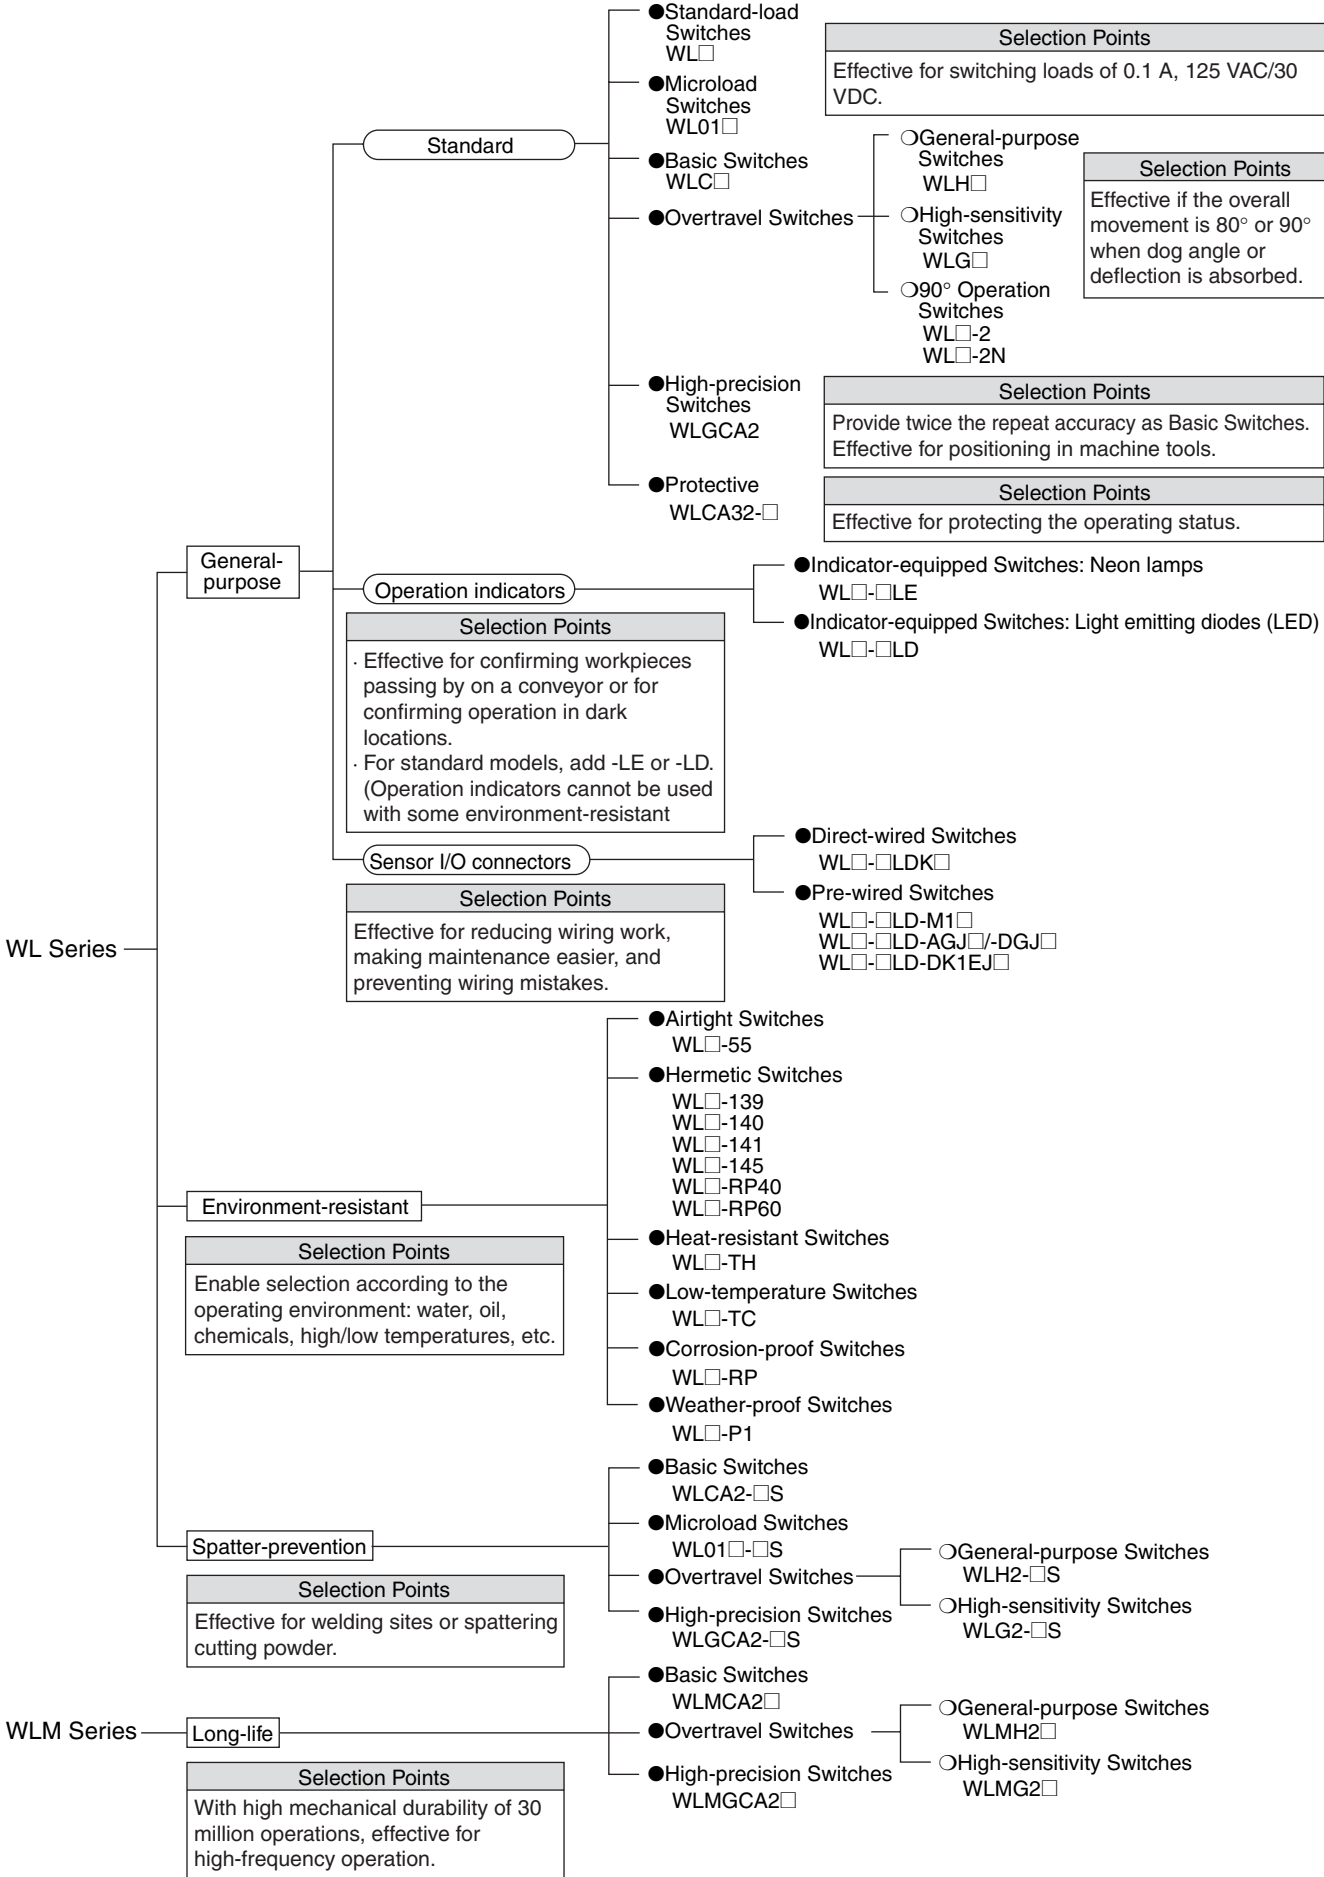 ●Standard-load
Switches
WL□
Selection Points
Effective for switching loads of 0.1 A, 125 VAC/30
VDC.
●Microload
Switches
WL01□
Standard
●Basic Switches
WLC□
●Overtravel Switches
❍General-purpose
Switches
WLH□
❍High-sensitivity
Switches
WLG□
❍90° Operation
Switches
WL□-2
WL□-2N
Selection Points
Effective if the overall
movement is 80° or 90°
when dog angle or
deflection is absorbed.
●High-precision
Switches
WLGCA2
Selection Points
Provide twice the repeat accuracy as Basic Switches.
Effective for positioning in machine tools.
●Protective
WLCA32-□
Selection Points
Effective for protecting the operating status.
General-
purpose
Operation indicators
●Indicator-equipped Switches: Neon lamps
WL□-□LE
●Indicator-equipped Switches: Light emitting diodes (LED)
WL□-□LD
Selection Points
· Effective for confirming workpieces
passing by on a conveyor or for
confirming operation in dark
locations.
· For standard models, add -LE or -LD.
(Operation indicators cannot be used
with some environment-resistant
Sensor I/O connectors
●Direct-wired Switches
WL□-□LDK□
●Pre-wired Switches
WL□-□LD-M1□
WL□-□LD-AGJ□/-DGJ□
WL□-□LD-DK1EJ□
Selection Points
Effective for reducing wiring work,
making maintenance easier, and
preventing wiring mistakes.
WL Series
●Airtight Switches
WL□-55
●Hermetic Switches
WL□-139
WL□-140
WL□-141
WL□-145
WL□-RP40
WL□-RP60
Environment-resistant
Selection Points
Enable selection according to the
operating environment: water, oil,
chemicals, high/low temperatures, etc.
●Heat-resistant Switches
WL□-TH
●Low-temperature Switches
WL□-TC
●Corrosion-proof Switches
WL□-RP
●Weather-proof Switches
WL□-P1
●Basic Switches
WLCA2-□S
●Microload Switches
WL01□-□S
Spatter-prevention
Selection Points
Effective for welding sites or spattering
cutting powder.
●Overtravel Switches
❍General-purpose Switches
WLH2-□S
❍High-sensitivity Switches
WLG2-□S
●High-precision Switches
WLGCA2-□S
●Basic Switches
WLMCA2□
WLM Series
Long-life
●Overtravel Switches
❍General-purpose Switches
WLMH2□
❍High-sensitivity Switches
WLMG2□
●High-precision Switches
WLMGCA2□
Selection Points
With high mechanical durability of 30
million operations, effective for
high-frequency operation.